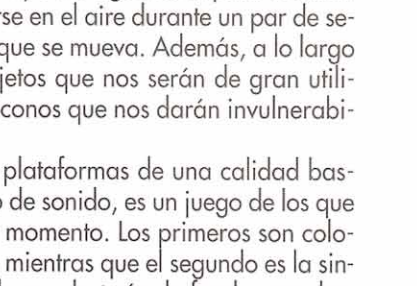 rse en el aire durante un par de se-
que se mueva. Además, a lo largo
jetos que nos serán de gran utili-
conos que nos darán invulnerabi-
plataformas de una calidad bas-
de sonido, es un juego de los que
momento. Los primeros son colo-
mientras que el segundo es la sin-